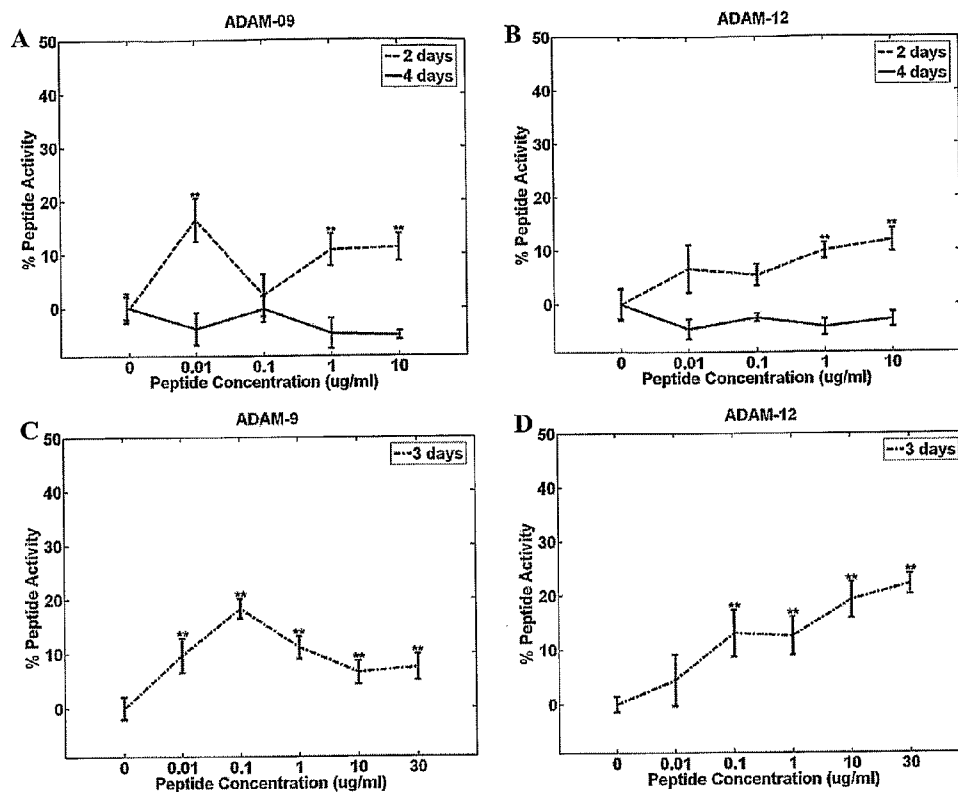 A
ADAM-09
50
40
30
20
10
0
% Peptide Activity
2 days
4 days
**
**
**
0 0.01 0.1 1 10
Peptide Concentration (ug/ml)
B
ADAM-12
50
40
30
20
10
0
% Peptide Activity
2 days
4 days
**
**
0 0.01 0.1 1 10
Peptide Concentration (ug/ml)
C
ADAM-9
50
40
30
20
10
0
% Peptide Activity
3 days
**
**
**
**
**
0 0.01 0.1 1 10 30
Peptide Concentration (ug/ml)
D
ADAM-12
50
40
30
20
10
0
% Peptide Activity
3 days
**
**
**
**
0 0.01 0.1 1 10 30
Peptide Concentration (ug/ml)